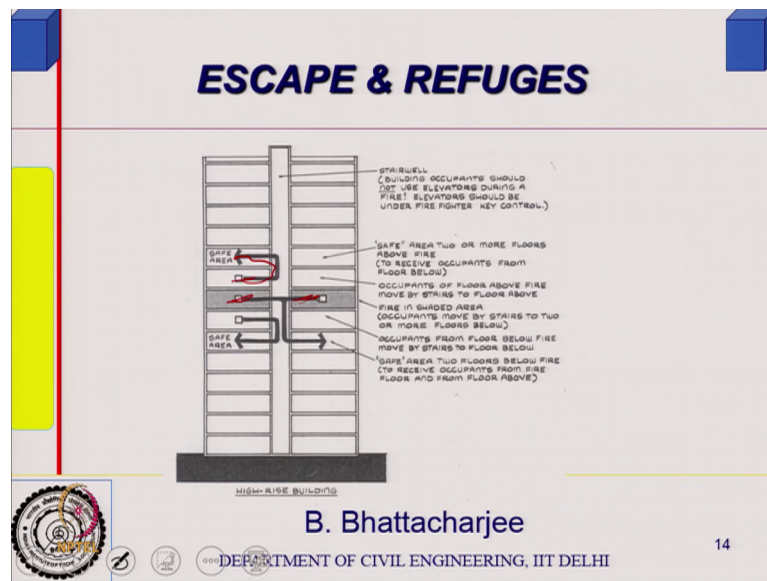 ESCAPE & REFUGES
STAIRWELL
(BUILDING OCCUPANTS SHOULD
NOT USE ELEVATORS DURING A
FIRE! ELEVATORS SHOULD BE
UNDER FIRE FIGHTER KEY CONTROL.)
"SAFE" AREA TWO OR MORE FLOORS
ABOVE FIRE
(TO RECEIVE OCCUPANTS FROM
FLOOR BELOW)
SAFE
AREA
OCCUPANTS OF FLOOR ABOVE FIRE
MOVE BY STAIRS TO FLOOR ABOVE
FIRE IN SHADED AREA
(OCCUPANTS MOVE BY STAIRS TO TWO
OR MORE FLOORS BELOW)
OCCUPANTS FROM FLOOR BELOW FIRE
MOVE BY STAIRS TO FLOOR BELOW
SAFE
AREA
"SAFE" AREA TWO FLOORS BELOW FIRE
(TO RECEIVE OCCUPANTS FROM FIRE
FLOOR AND FROM FLOOR ABOVE)
HIGH-RISE BUILDING
B. Bhattacharjee
14
NPTEL
DEPARTMENT OF CIVIL ENGINEERING, IIT DELHI